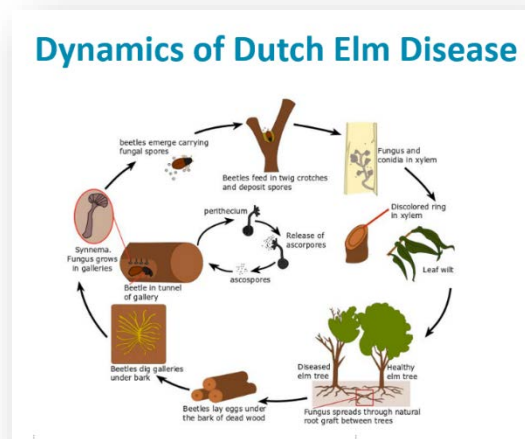 Dynamics of Dutch Elm Disease
beetles emerge carrying
fungal spores
Beetles feed in twig crotches
and deposit spores
Fungus and
conidia in xylem
Discolored ring
in xylem
Leaf wilt
perithecium
Release of
ascorpores
ascospores
Synnema.
Fungus grows
in galleries
Beetle in tunnel
of gallery
Beetles dig galleries
under bark
Beetles lay eggs under
the bark of dead wood
Diseased
elm tree
Healthy
elm tree
Fungus spreads through natural
root graft between trees